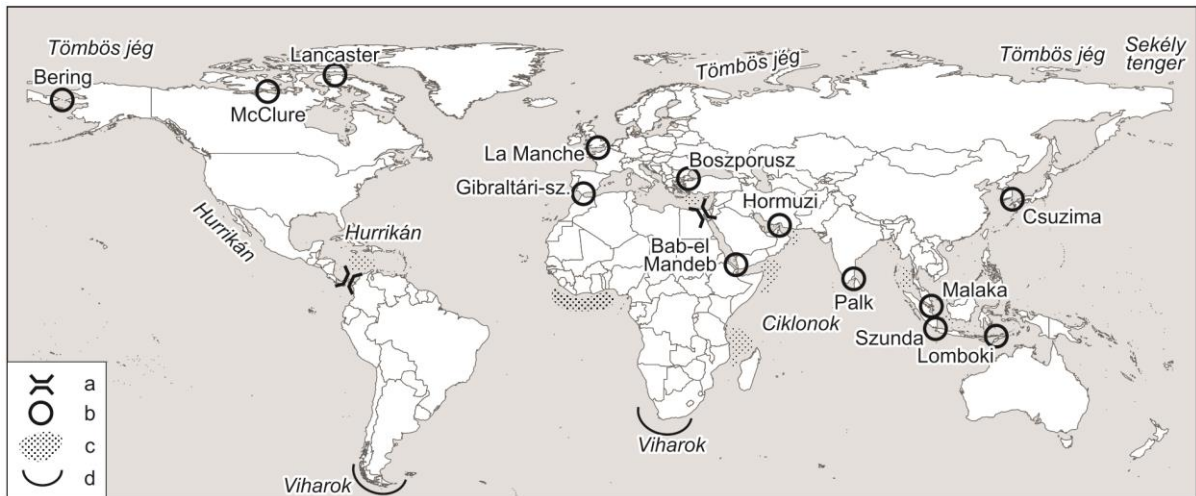 Tömbös jég
Lancaster
Bering
McClure
Tömbös jég
Tömbös jég
Sekély
tenger
La Manche
Boszporusz
Gibraltári-sz.
Hormuzi
Csuzima
Hurrikán
Hurrikán
Bab-el
Mandeb
Palk
Malaka
Ciklonok
Szunda
Lomboki
Viharok
Viharok
a
b
c
d